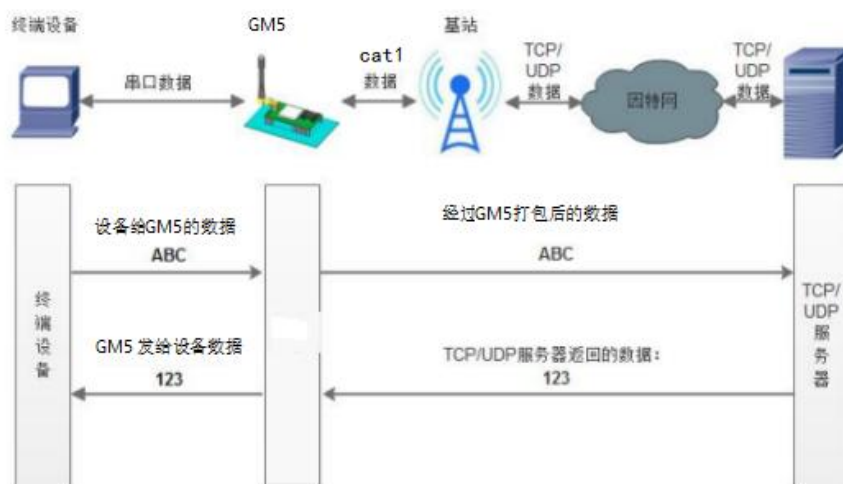 终端设备
GM5
基站
串口数据
cat1
数据
TCP/
UDP
数据
因特网
TCP/
UDP
数据
设备给GM5的数据
ABC
经过GM5打包后的数据
ABC
终
端
设
备
GM5 发给设备数据
123
TCP/UDP服务器返回的数据:
123
TCP/
UDP
服
务
器